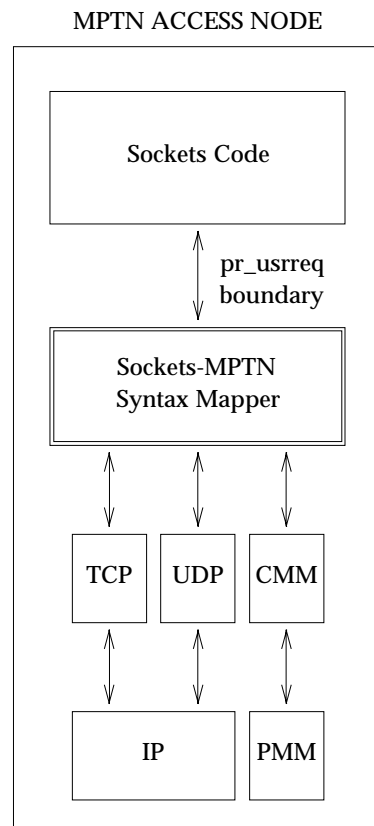 MPTN ACCESS NODE
Sockets Code
pr_usrreq
boundary
Sockets-MPTN
Syntax Mapper
TCP
UDP
CMM
IP
PMM